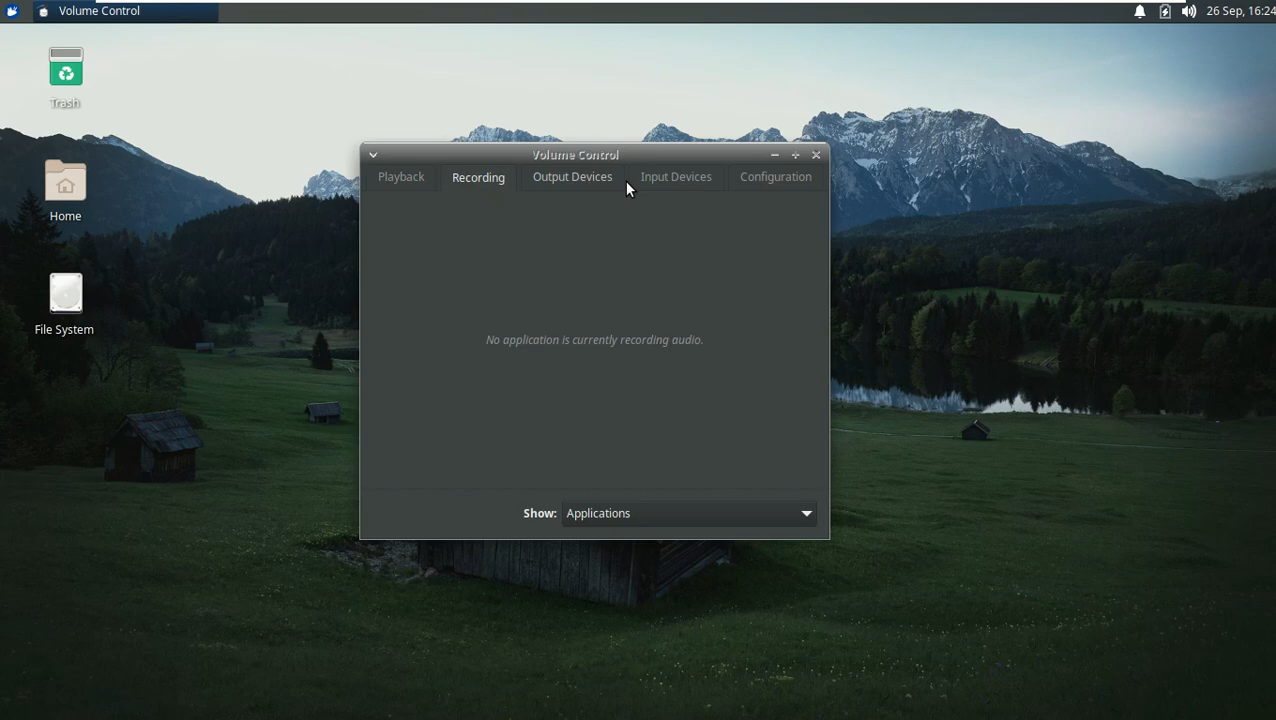 Volume Control
26 Sep, 16:24
Trash
Home
File System
Volume Control
Playback Recording Output Devices Input Devices Configuration
No application is currently recording audio.
Show: Applications